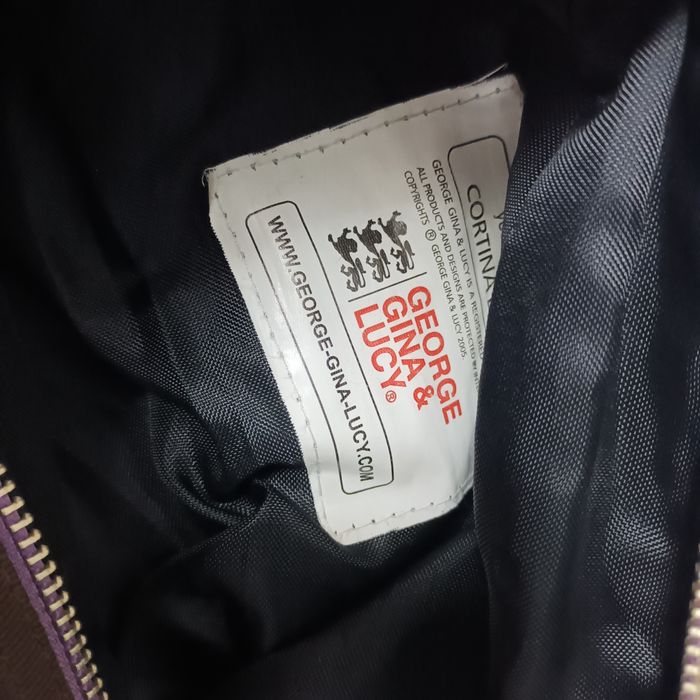 CORTINA
GEORGE GINA & LUCY IS A REGISTERED
ALL PRODUCTS AND DESIGNS ARE PROTECTED BY
COPYRIGHTS ® GEORGE GINA & LUCY 2005.
GEORGE
GINA &
LUCY®
WWW.GEORGE-GINA-LUCY.COM